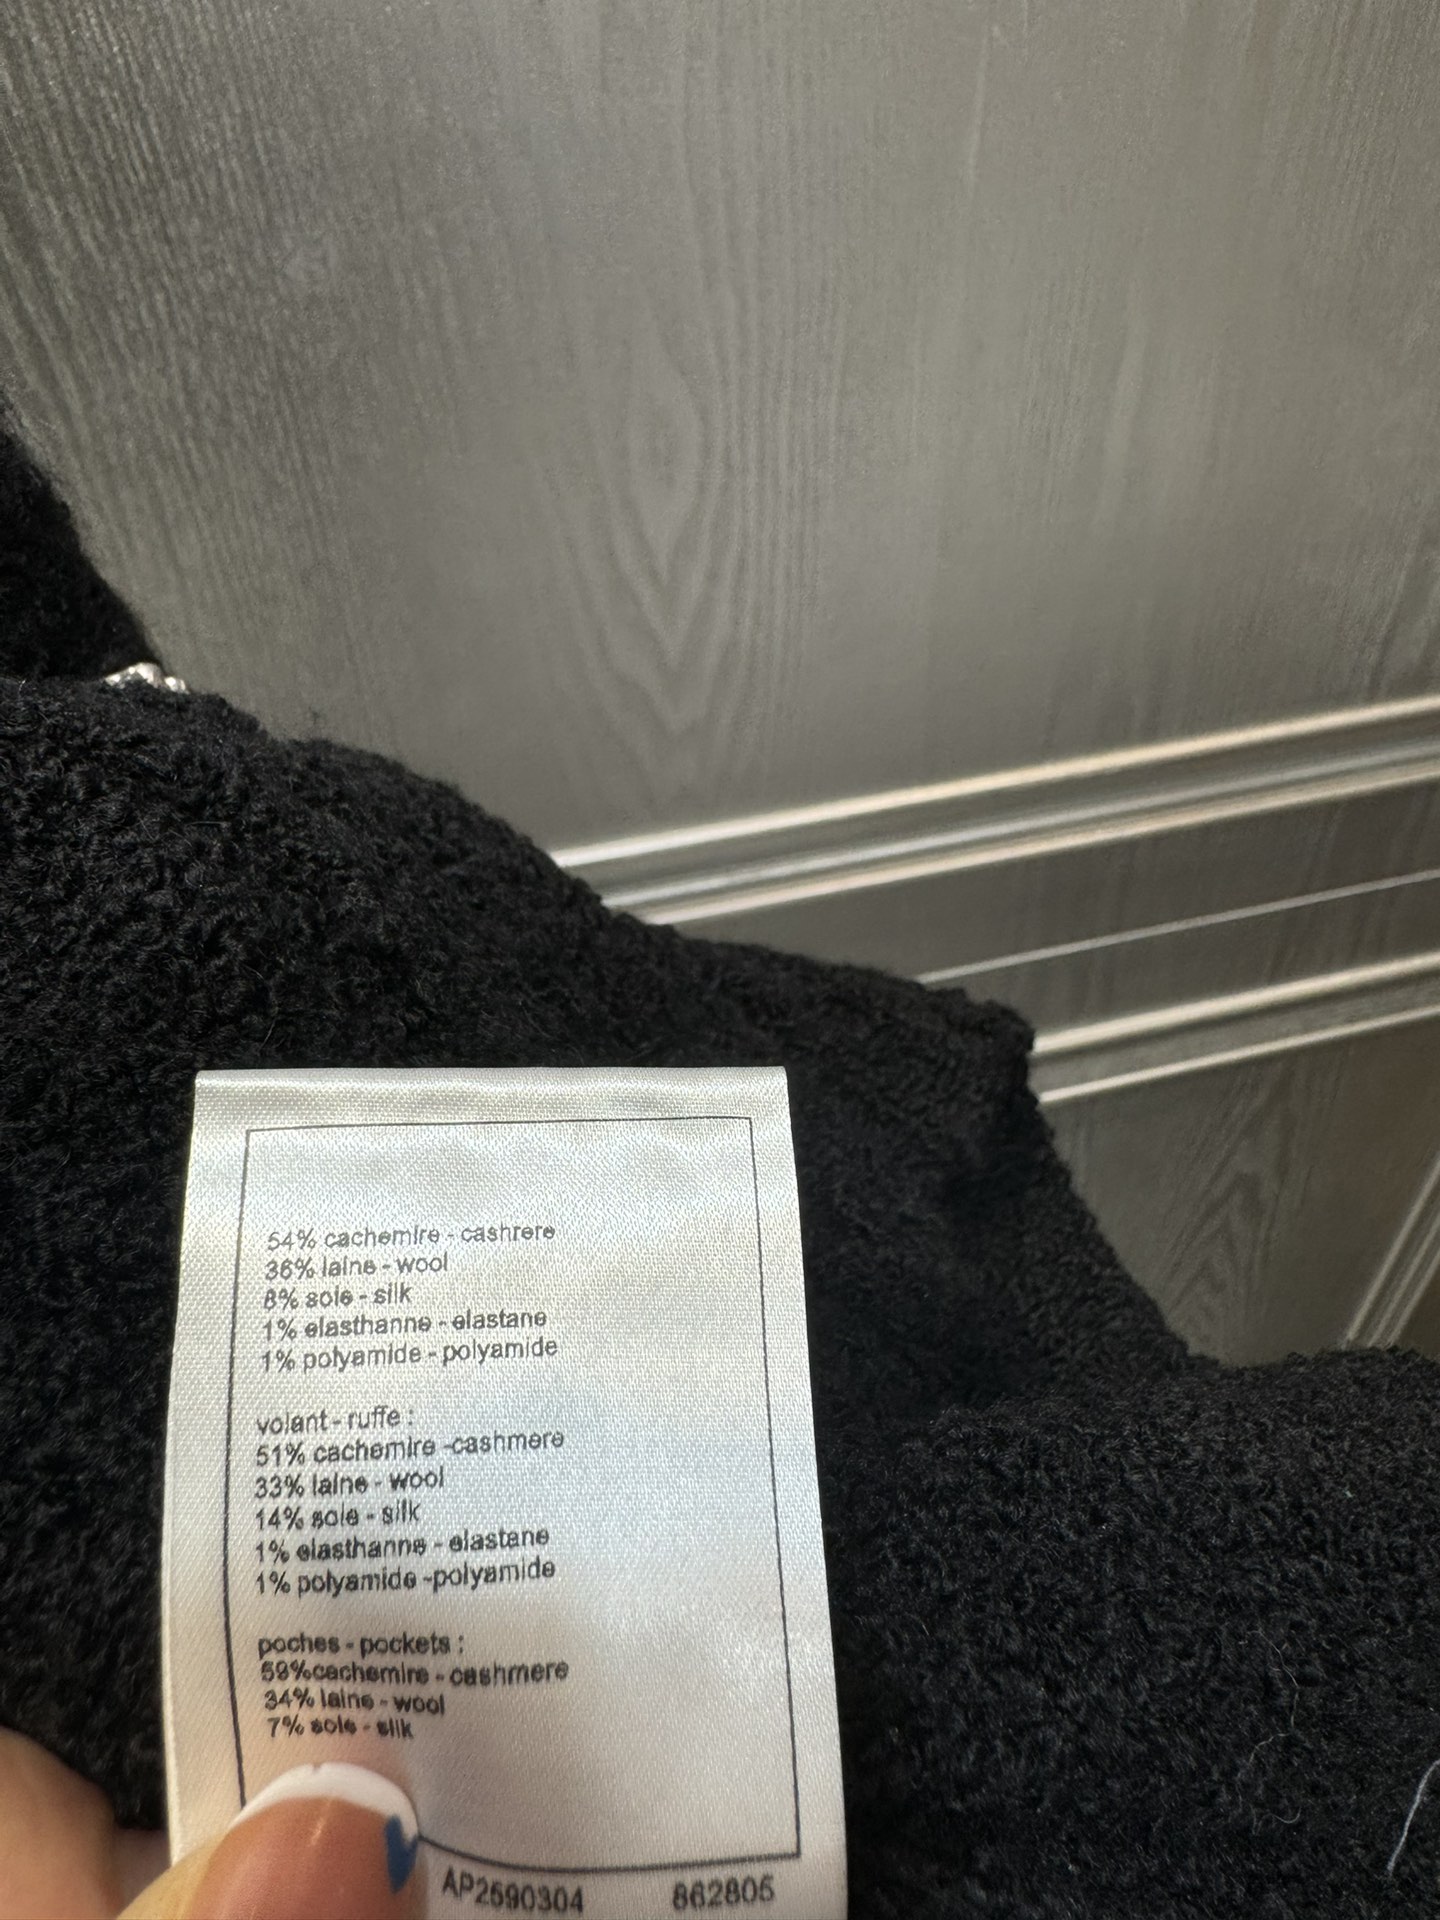 54% cachemire - cashrere
36% laine - wool
8% soie - silk
1% elasthanne - elastane
1% polyamide - polyamide
volant - ruffe :
51% cachemire -cashmere
33% laine - wool
14% soie - silk
1% elasthanne - elastane
1% polyamide -polyamide
poches - pockets :
59%cachemire - cashmere
34% laine - wool
7% soie - silk
AP2590304 862805